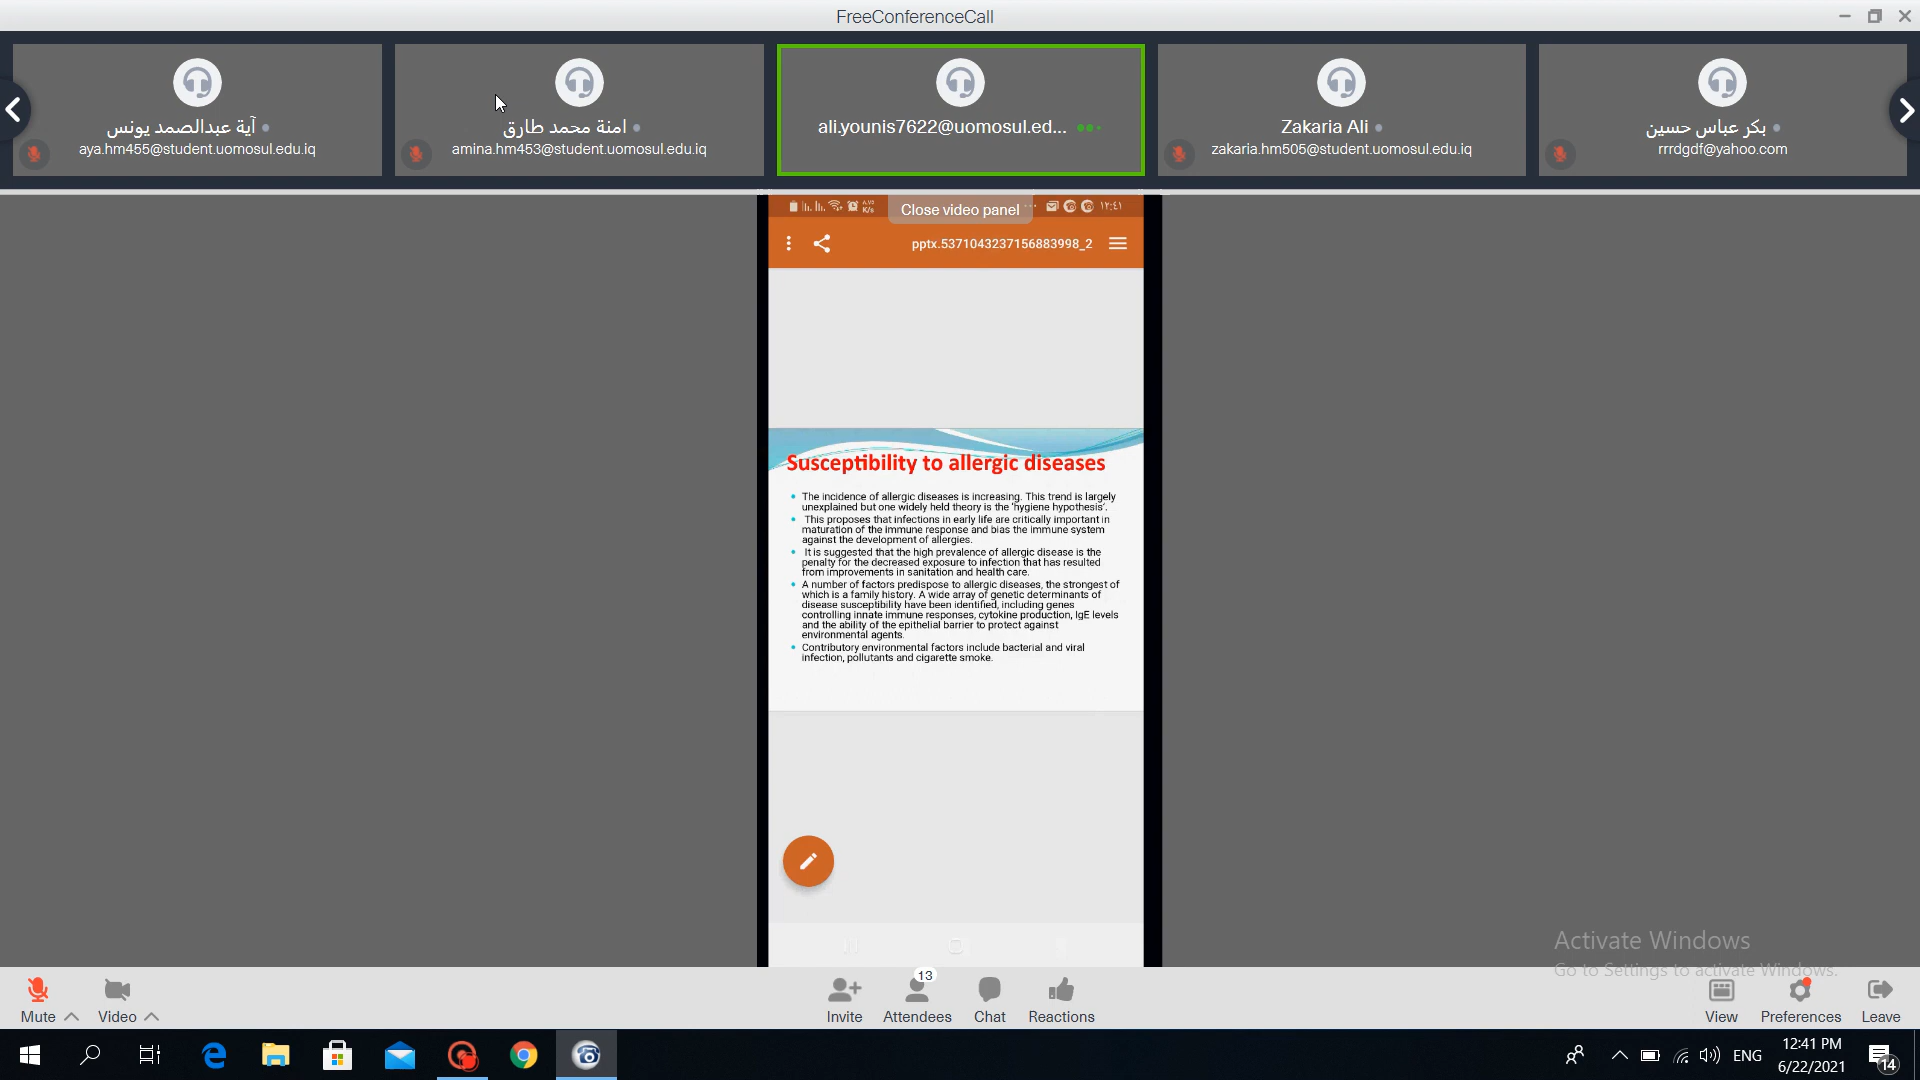 FreeConferenceCall
آية عبدالصمد يونس
aya.hm455@student.uomosul.edu.iq
امنة محمد طارق
amina.hm453@student.uomosul.edu.iq
ali.younis7622@uomosul.ed...
Zakaria Ali
zakaria.hm505@student.uomosul.edu.iq
بكر عباس حسين
rrrdgdf@yahoo.com
K/s
Close video panel
١٢:٤١
pptx.5371043237156883998_2
Susceptibility to allergic diseases
• The incidence of allergic diseases is increasing. This trend is largely
unexplained but one widely held theory is the 'hygiene hypothesis'.
• This proposes that infections in early life are critically important in
maturation of the immune response and bias the immune system
against the development of allergies.
• It is suggested that the high prevalence of allergic disease is the
penalty for the decreased exposure to infection that has resulted
from improvements in sanitation and health care.
• A number of factors predispose to allergic diseases, the strongest of
which is a family history. A wide array of genetic determinants of
disease susceptibility have been identified, including genes
controlling innate immune responses, cytokine production, IgE levels
and the ability of the epithelial barrier to protect against
environmental agents.
• Contributory environmental factors include bacterial and viral
infection, pollutants and cigarette smoke.
Activate Windows
Go to Settings to activate Windows.
Mute
Video
Invite
13
Attendees
Chat
Reactions
View
Preferences
Leave
ENG
12:41 PM
6/22/2021
14